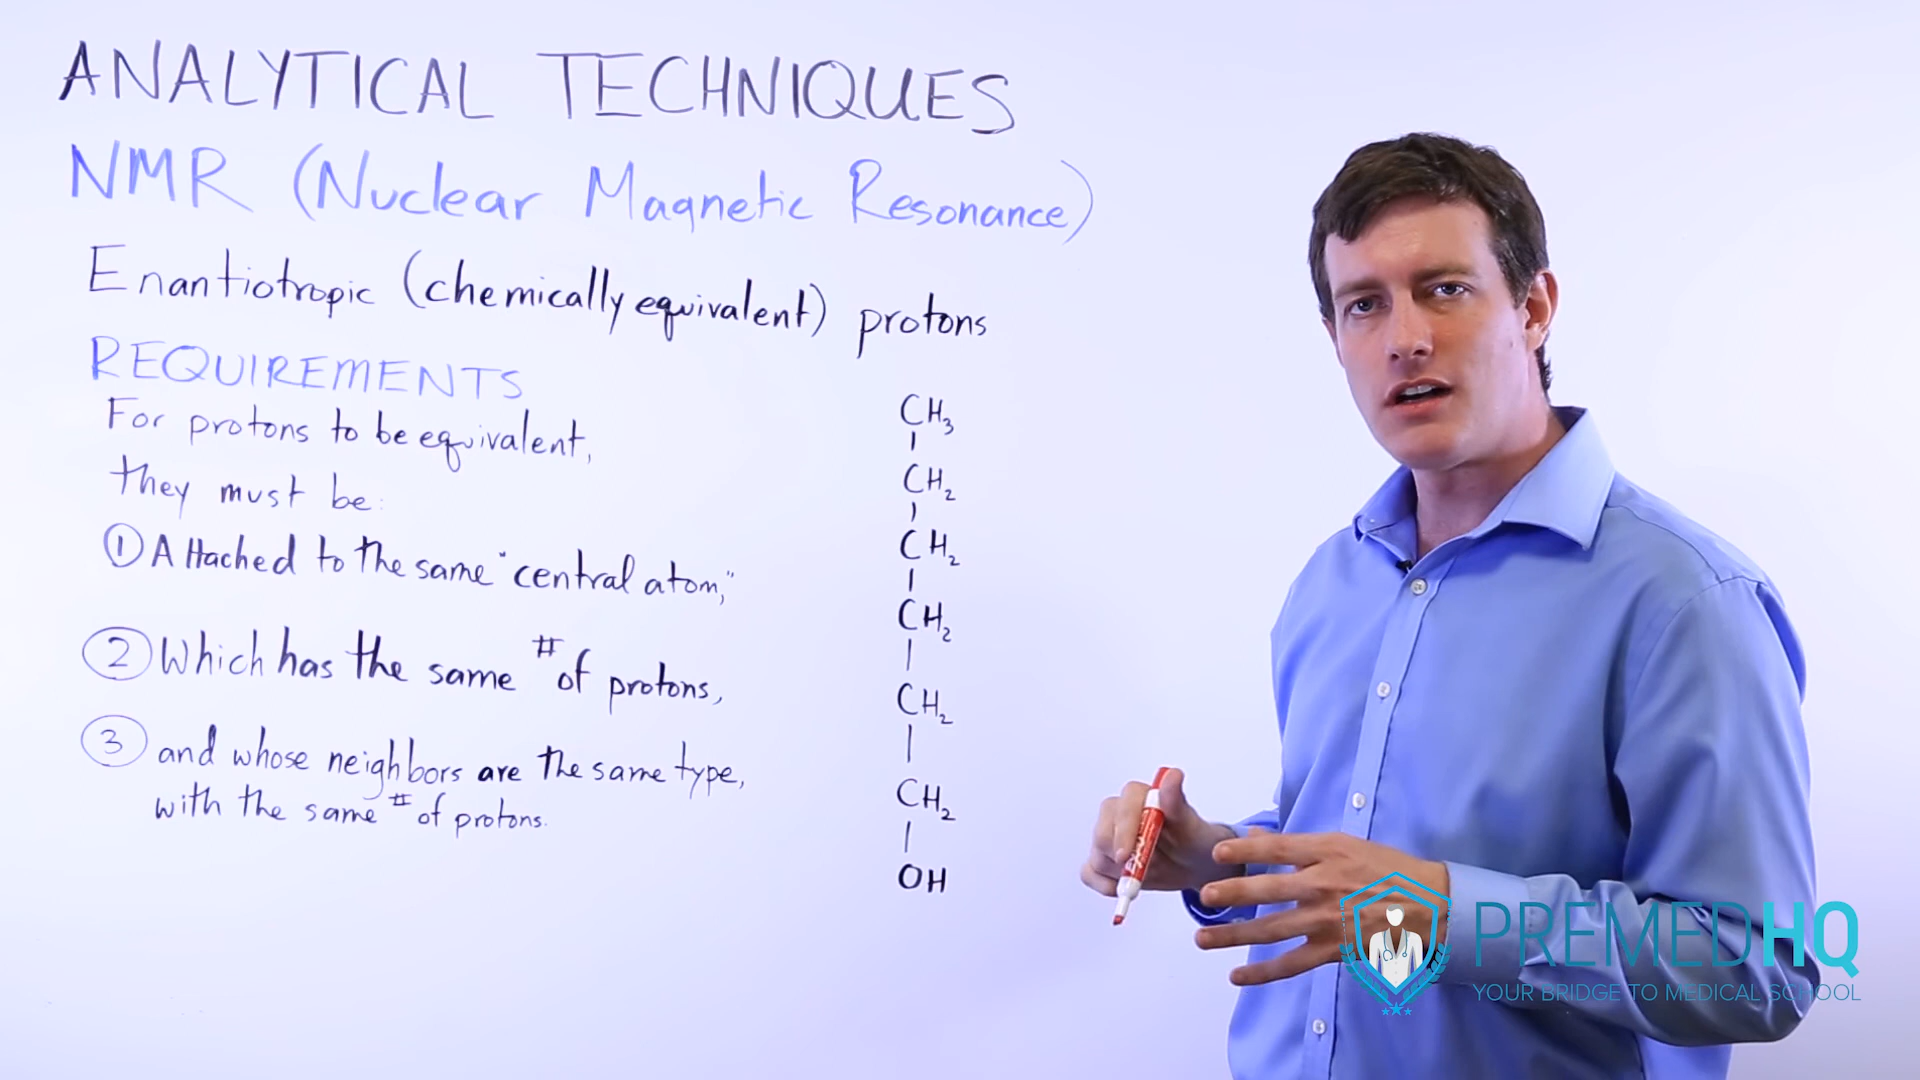 ANALYTICAL TECHNIQUES
NMR (Nuclear Magnetic Resonance)
Enantiotropic (chemically equivalent) protons
REQUIREMENTS
For protons to be equivalent,
they must be:
① Attached to the same "central atom,"
② Which has the same # of protons,
③ and whose neighbors are the same type,
with the same # of protons.
CH₃
CH₂
CH₂
CH₂
CH₂
CH₂
OH
PREMEDHQ
YOUR BRIDGE TO MEDICAL SCHOOL